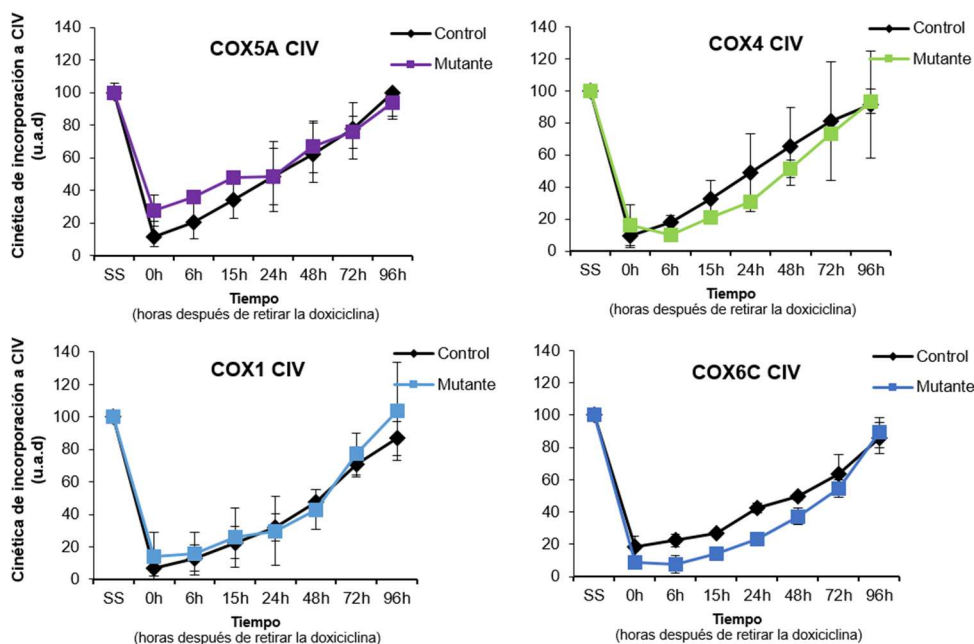 COX5A CIV
Control
Mutante
Cinética de incorporación a CIV
(u.a.d)
140
120
100
80
60
40
20
0
SS 0h 6h 15h 24h 48h 72h 96h
Tiempo
(horas después de retirar la doxiciclina)
COX4 CIV
Control
Mutante
140
120
100
80
60
40
20
0
SS 0h 6h 15h 24h 48h 72h 96h
Tiempo
(horas después de retirar la doxiciclina)
COX1 CIV
Control
Mutante
Cinética de incorporación a CIV
(u.a.d)
140
120
100
80
60
40
20
0
SS 0h 6h 15h 24h 48h 72h 96h
Tiempo
(horas después de retirar la doxiciclina)
COX6C CIV
Control
Mutante
140
120
100
80
60
40
20
0
SS 0h 6h 15h 24h 48h 72h 96h
Tiempo
(horas después de retirar la doxiciclina)